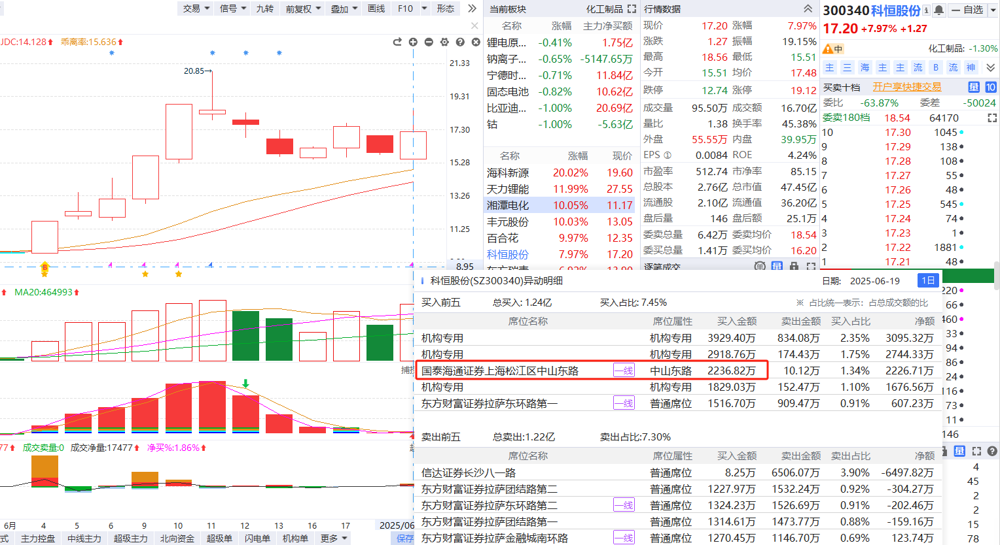 交易 信号 九转 前复权 叠加 画线 F10 形态
JDC:14.128 乖离率:15.636
21.33
20.85→
19.31
17.30
15.28
13.26
11.25
8.95
B
MA20:464993
77 成交卖量:0 成交净量:17477 净买%:1.86%
6月 4 5 6 9 10 11 12 13 16 17 2025/06
式 主力控盘 中线主力 超级主力 北向资金 超级单 闪电单 机构单 更多 保存
当前板块 化工制品
名称 涨幅 主力净买额
锂电原... -0.41% 1.75亿
钠离子... -0.65% -5147.65万
宁德时... -0.71% 11.84亿
固态电池 -0.82% 10.62亿
比亚迪... -1.00% 20.69亿
钴 -1.00% -5.63亿
名称 涨幅 现价
海科新源 20.02% 19.60
天力锂能 11.99% 27.55
湘潭电化 10.05% 11.17
丰元股份 10.03% 13.05
百合花 9.97% 12.35
科恒股份 7.97% 17.20
行情数据
现价 17.20 涨幅 7.97%
涨跌 1.27 振幅 19.15%
最高 18.56 最低 15.51
今开 15.51 均价 17.48
跌停 12.74 涨停 19.12
成交量 95.50万 成交额 16.70亿
量比 1.38 换手率 45.38%
外盘 55.55万 内盘 39.95万
EPS ① 0.0084 ROE 4.24%
市盈率 512.74 市净率 85.15
总股本 2.76亿 总市值 47.45亿
流通股 2.10亿 流通值 36.20亿
盘后量 146 盘后额 25.1万
委卖总量 6.42万 委卖均价 18.54
委买总量 1.41万 委买均价 16.20
逐笔成交 量
300340 科恒股份 自选
17.20 +7.97% +1.27
中 化工制品: -1.30%
主 三 海 主 主 流 B 流 神
买卖十档 开户享快捷交易 量 10
委比 -63.87% 委差 -50024
委卖180档 18.54 64170
10 17.30 1045
9 17.29 138
8 17.28 108
7 17.27 55
6 17.26 48
5 17.25 545
4 17.24 74
3 17.23 1
2 17.22 1881
1 17.21 48
220
66
460
33
94
86
24
116
73
11
146
量
4
45
2
2
15
78
科恒股份(SZ300340)异动明细 日期: 2025-06-19 1日
买入前五 总买入: 1.24亿 买入占比: 7.45% ※ 占比统一表示：占总成交额的比
席位名称 席位属性 买入金额 卖出金额 买入占比 净额
机构专用 机构专用 3929.40万 834.08万 2.35% 3095.32万
机构专用 机构专用 2918.76万 174.43万 1.75% 2744.33万
国泰海通证券上海松江区中山东路 一线 中山东路 2236.82万 10.12万 1.34% 2226.71万
机构专用 机构专用 1829.03万 152.47万 1.10% 1676.56万
东方财富证券拉萨东环路第一 一线 普通席位 1516.70万 909.47万 0.91% 607.23万
卖出前五 总卖出:1.22亿 卖出占比:7.30%
席位名称 席位属性 买入金额 卖出金额 卖出占比 净额
信达证券长沙八一路 普通席位 8.25万 6506.07万 3.90% -6497.82万
东方财富证券拉萨团结路第二 普通席位 1227.97万 1532.24万 0.92% -304.27万
东方财富证券拉萨东环路第二 一线 普通席位 1324.23万 1526.69万 0.91% -202.46万
东方财富证券拉萨团结路第一 普通席位 1314.61万 1473.77万 0.88% -159.16万
东方财富证券拉萨金融城南环路 一线 普通席位 1270.45万 1146.70万 0.69% 123.74万